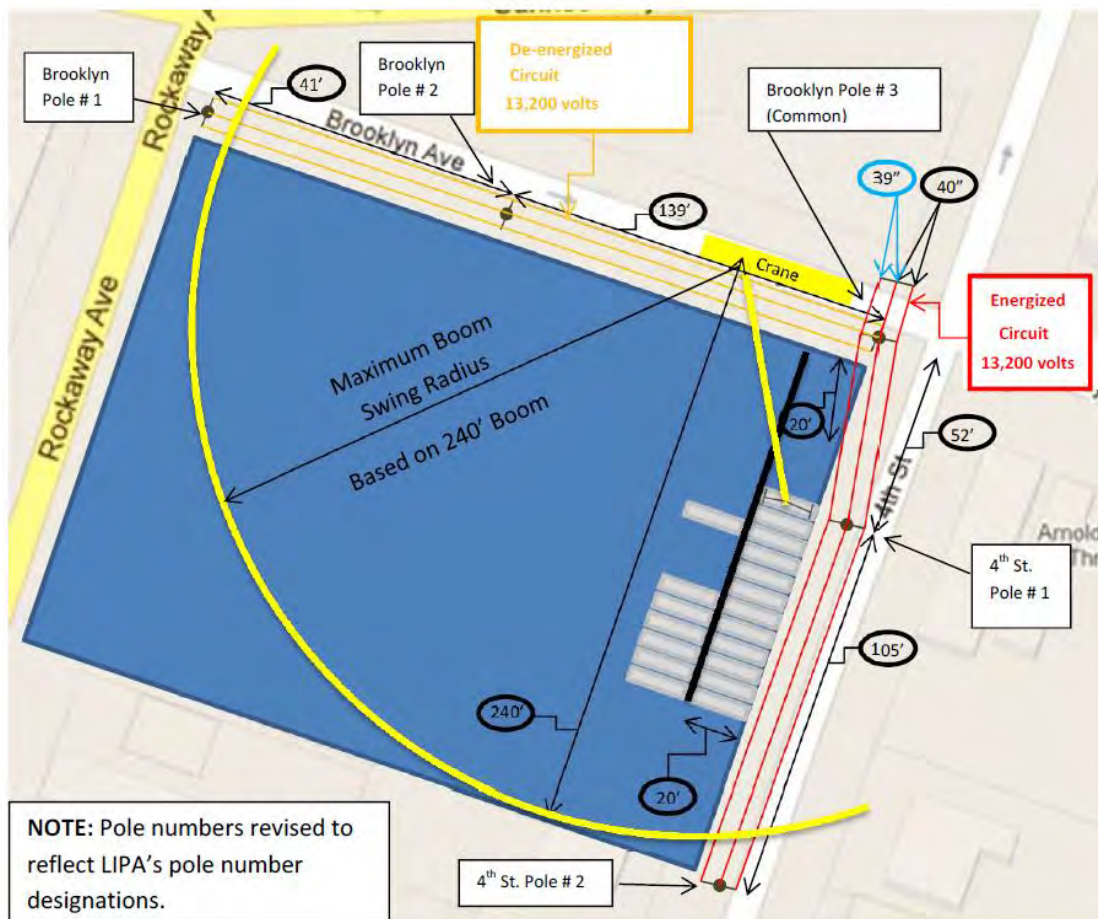 De-energized
Circuit
13,200 volts
Brooklyn
Pole # 1
41’
Brooklyn
Pole # 2
Brooklyn Pole # 3
(Common)
Rockaway A
Brooklyn Ave
39”
40”
139’
Crane
Energized
Circuit
13,200 volts
Maximum Boom
Swing Radius
Based on 240’ Boom
Rockaway Ave
20’
52’
4th St
Arnold
Thr
4th St.
Pole # 1
105’
240’
20’
NOTE: Pole numbers revised to
reflect LIPA’s pole number
designations.
4th St. Pole # 2